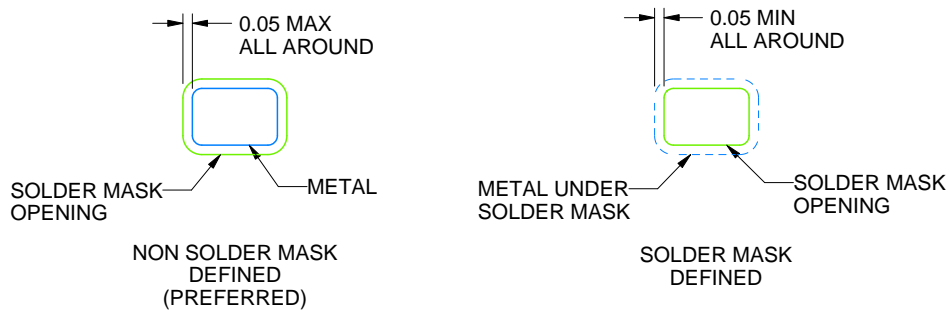 0.05 MAX
ALL AROUND
SOLDER MASK
OPENING
METAL
NON SOLDER MASK
DEFINED
(PREFERRED)
0.05 MIN
ALL AROUND
METAL UNDER
SOLDER MASK
SOLDER MASK
OPENING
SOLDER MASK
DEFINED